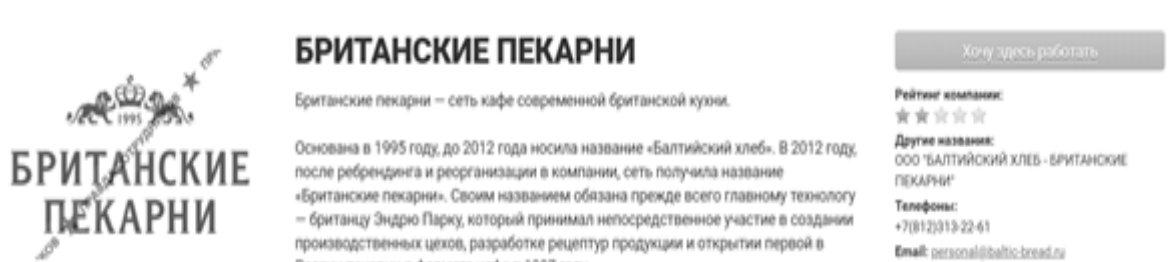 БРИТАНСКИЕ ПЕКАРНИ
Британские пекарни – сеть кафе современной британской кухни.
Основана в 1995 году, до 2012 года носила название «Балтийский хлеб». В 2012 году,
после ребрендинга и реорганизации в компании, сеть получила название
«Британские пекарни». Своим названием обязана прежде всего главному технологу
– британцу Эндрю Парку, который принимал непосредственное участие в создании
производственных цехов, разработке рецептур продукции и открытии первой в
1995
БРИТАНСКИЕ
ПЕКАРНИ
Хочу здесь работать
Рейтинг компании:
Другие названия:
ООО "БАЛТИЙСКИЙ ХЛЕБ - БРИТАНСКИЕ
ПЕКАРНИ"
Телефоны:
+7(812)313-22-61
Email: personal@baltic-bread.ru